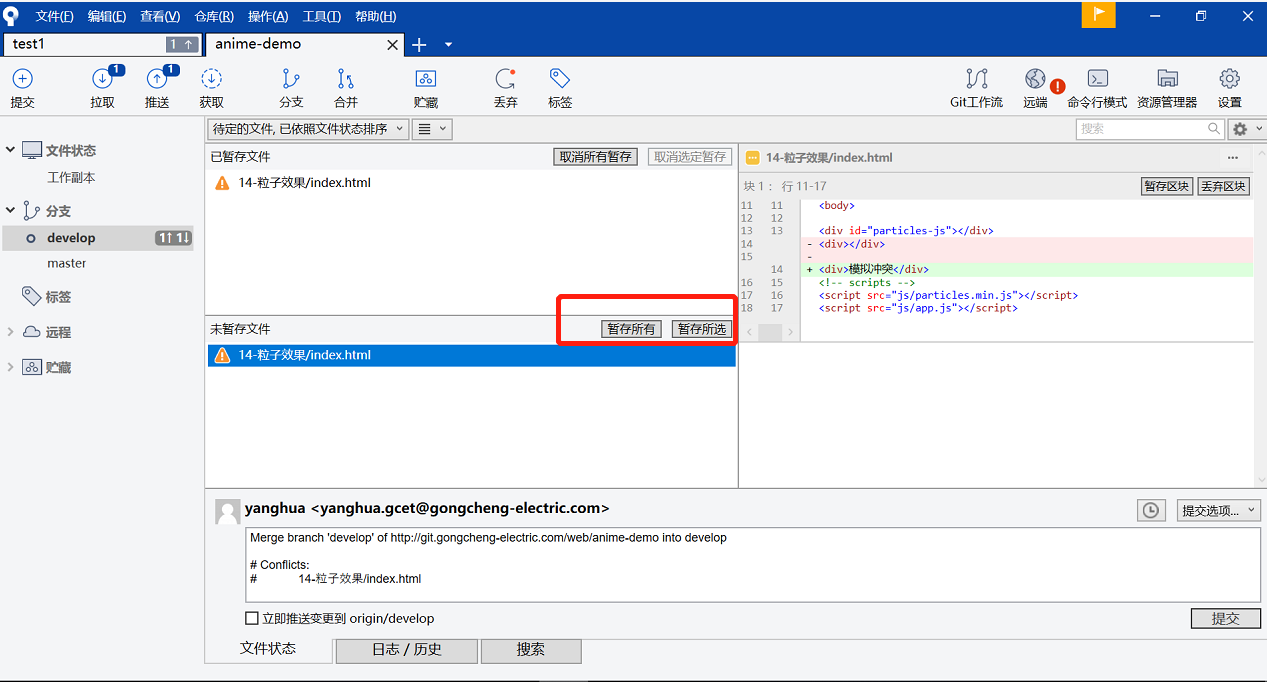 文件(F) 编辑(E) 查看(V) 仓库(R) 操作(A) 工具(T) 帮助(H)
test1 1↑ anime-demo
1 1
提交 拉取 推送 获取 分支 合并 贮藏 丢弃 标签 Git工作流 远端 命令行模式 资源管理器 设置
待定的文件, 已依照文件状态排序 搜索
文件状态
工作副本
分支
develop 1↑ 1↓
master
标签
远程
贮藏
已暂存文件 取消所有暂存 取消选定暂存
14-粒子效果/index.html
未暂存文件 暂存所有 暂存所选
14-粒子效果/index.html
14-粒子效果/index.html
块 1： 行 11-17 暂存区块 丢弃区块
11 11 <body>
12 12
13 13 <div id="particles-js"></div>
14 - <div></div>
15 -
14 + <div>模拟冲突</div>
16 15 <!-- scripts -->
17 16 <script src="js/particles.min.js"></script>
18 17 <script src="js/app.js"></script>
yanghua <yanghua.gcet@gongcheng-electric.com> 提交选项...
Merge branch 'develop' of http://git.gongcheng-electric.com/web/anime-demo into develop
# Conflicts:
# 14-粒子效果/index.html
立即推送变更到 origin/develop 提交
文件状态 日志 / 历史 搜索